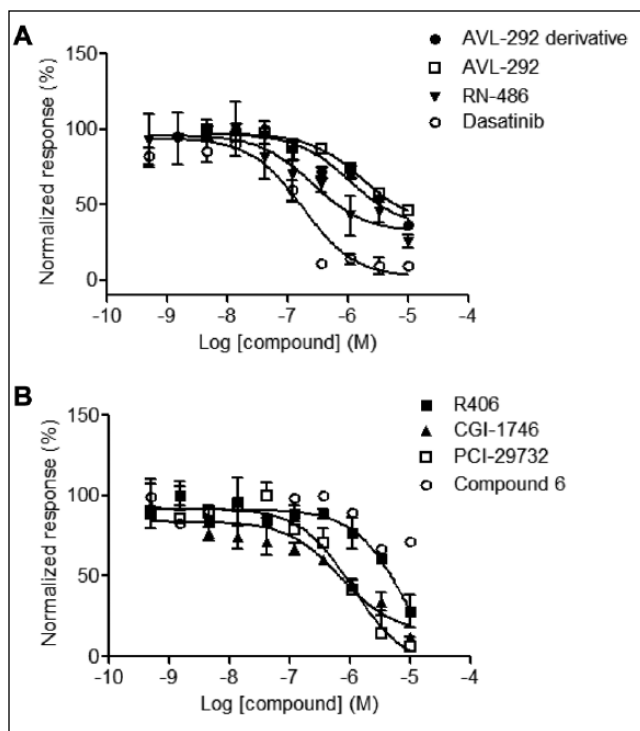 A
AVL-292 derivative
AVL-292
RN-486
Dasatinib
Normalized response (%)
150
100
50
0
-10 -9 -8 -7 -6 -5 -4
Log [compound] (M)
B
R406
CGI-1746
PCI-29732
Compound 6
Normalized response (%)
150
100
50
0
-10 -9 -8 -7 -6 -5 -4
Log [compound] (M)